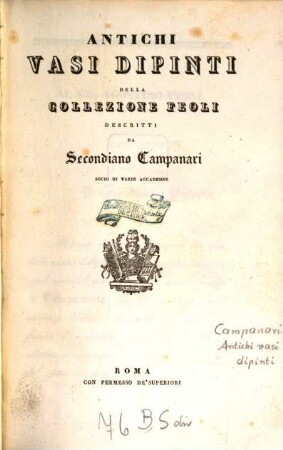 ANTICHI
VASI DIPINTI
DELLA
COLLEZIONE FEOLI
DESCRITTI
DA
Secondiano Campanari
SOCIO DI VARIE ACCADEMIE
ROMA
CON PERMESSO DE' SUPERIORI
Campanari
Antichi vasi
dipinti
76 B